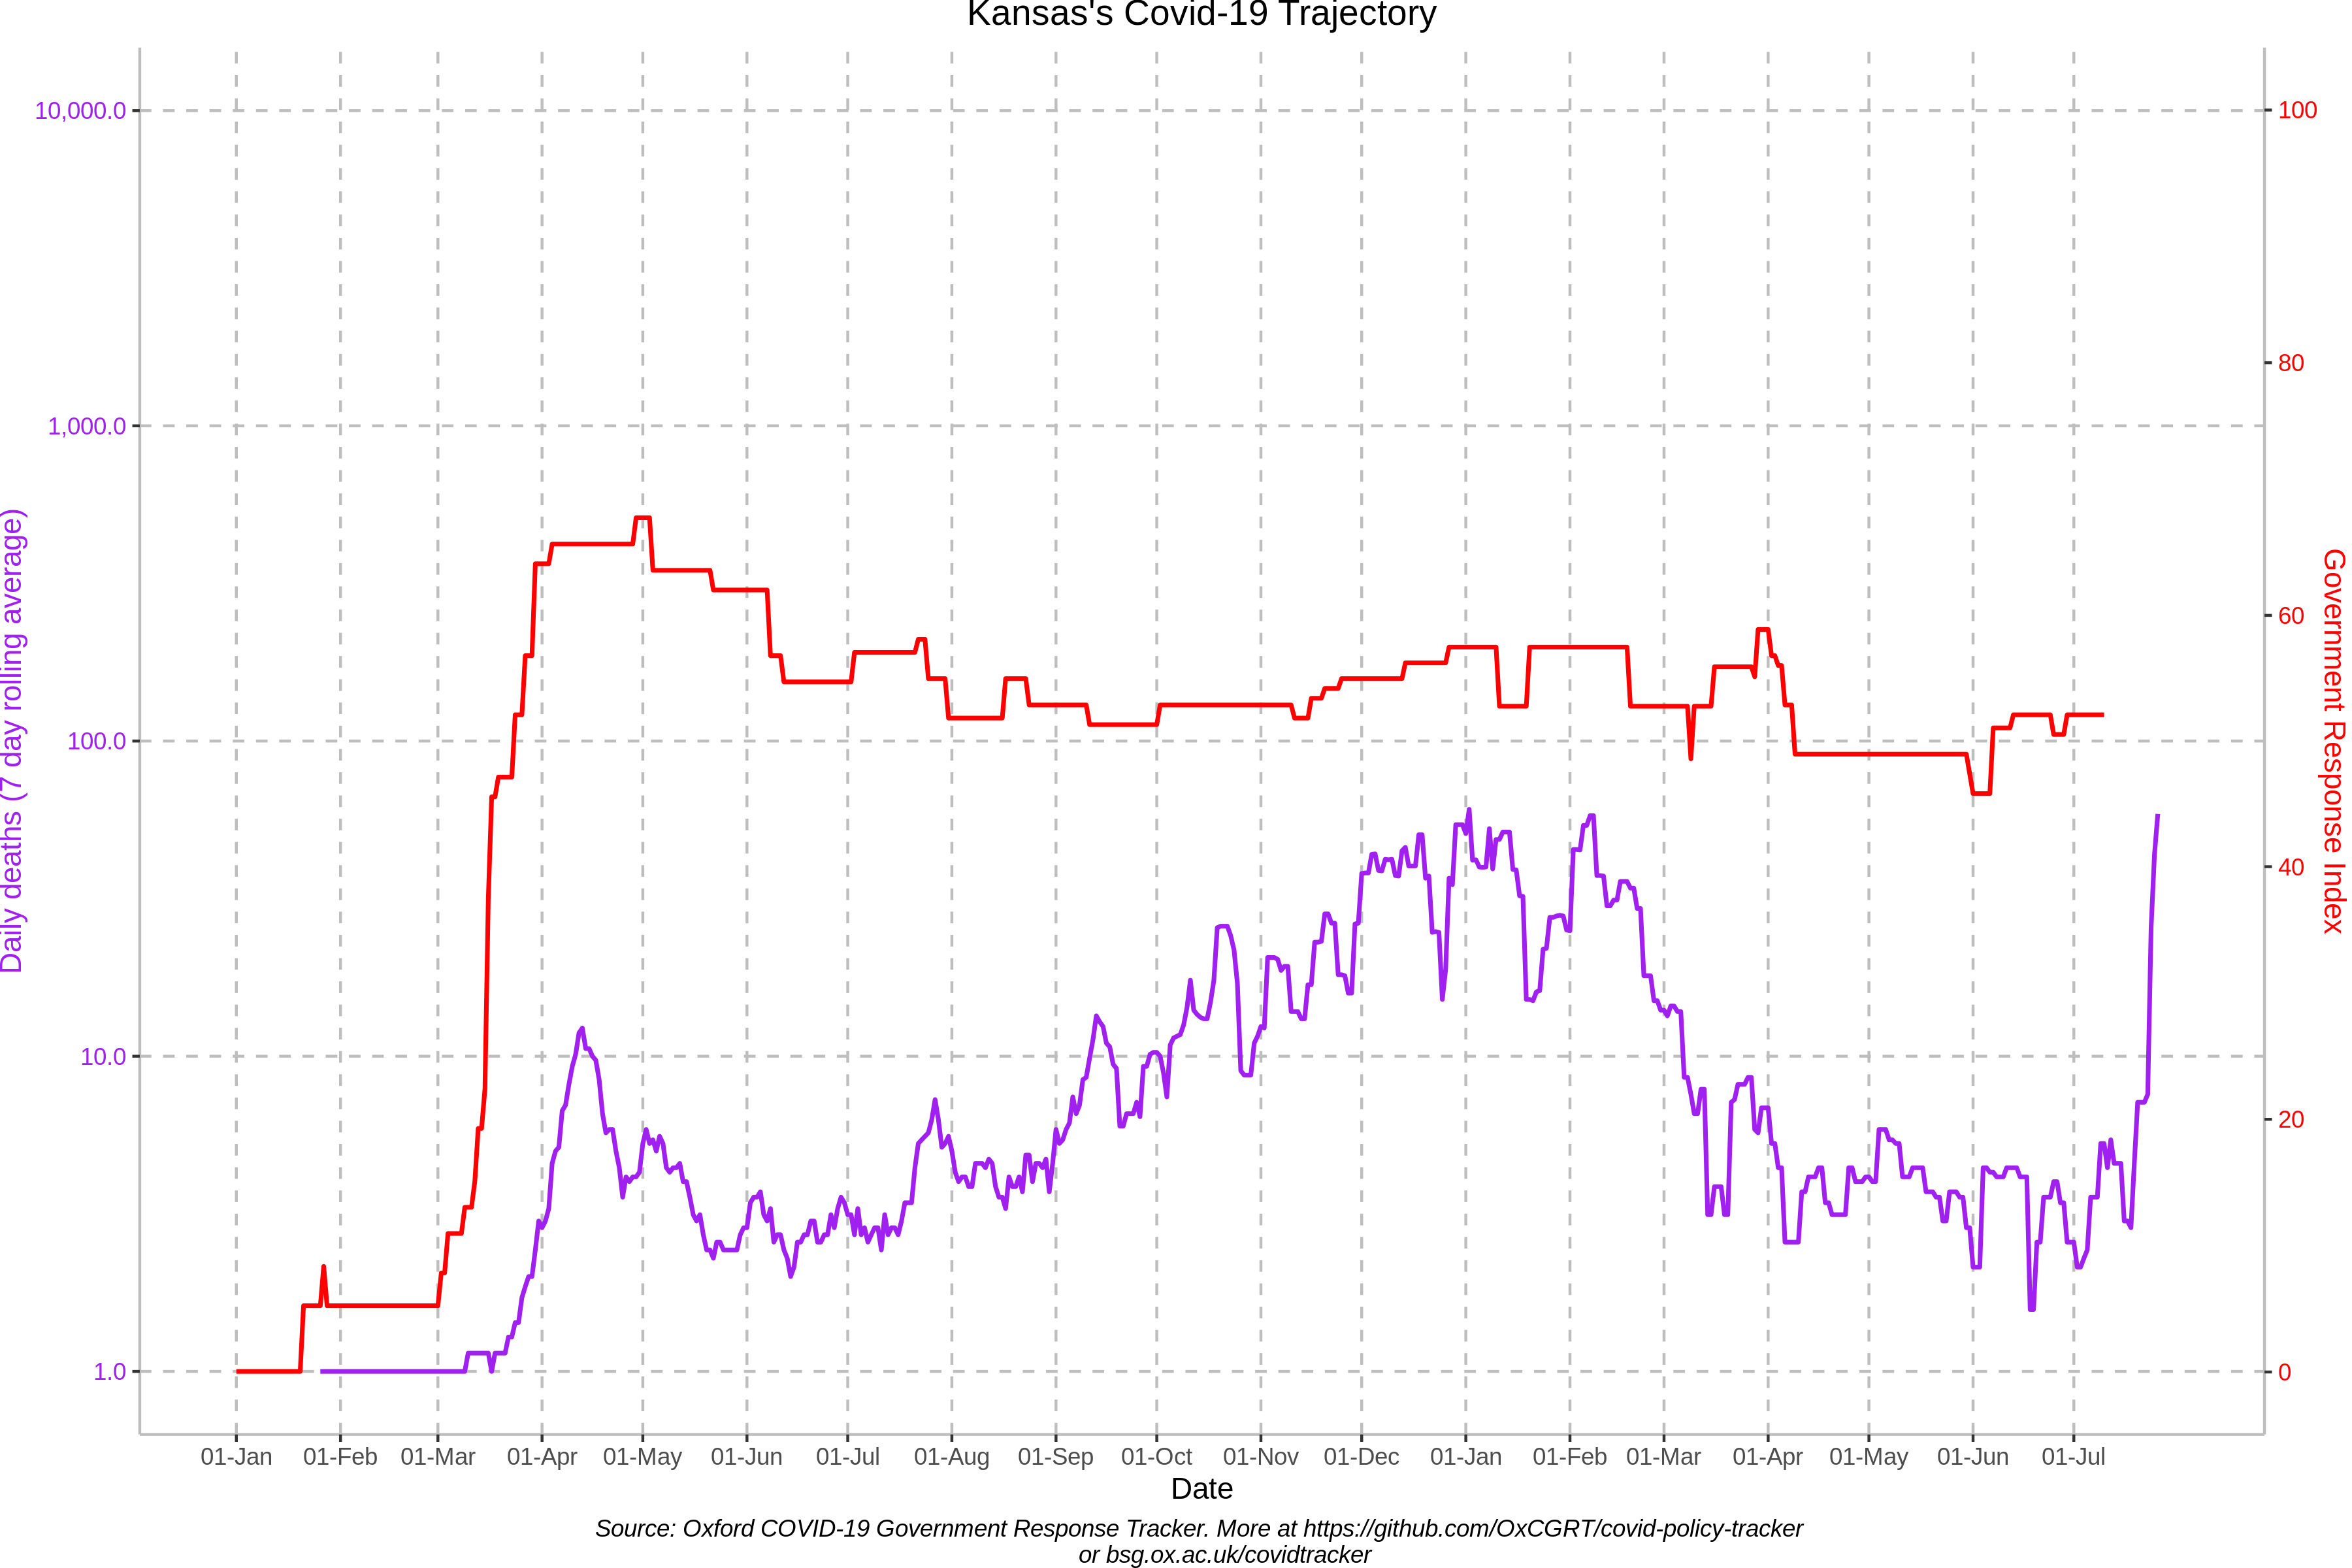 Kansas's Covid-19 Trajectory
10,000.0
1,000.0
100.0
10.0
1.0
Daily deaths (7 day rolling average)
100
80
60
40
20
0
Government Response Index
01-Jan 01-Feb 01-Mar 01-Apr 01-May 01-Jun 01-Jul 01-Aug 01-Sep 01-Oct 01-Nov 01-Dec 01-Jan 01-Feb 01-Mar 01-Apr 01-May 01-Jun 01-Jul
Date
Source: Oxford COVID-19 Government Response Tracker. More at https://github.com/OxCGRT/covid-policy-tracker
or bsg.ox.ac.uk/covidtracker